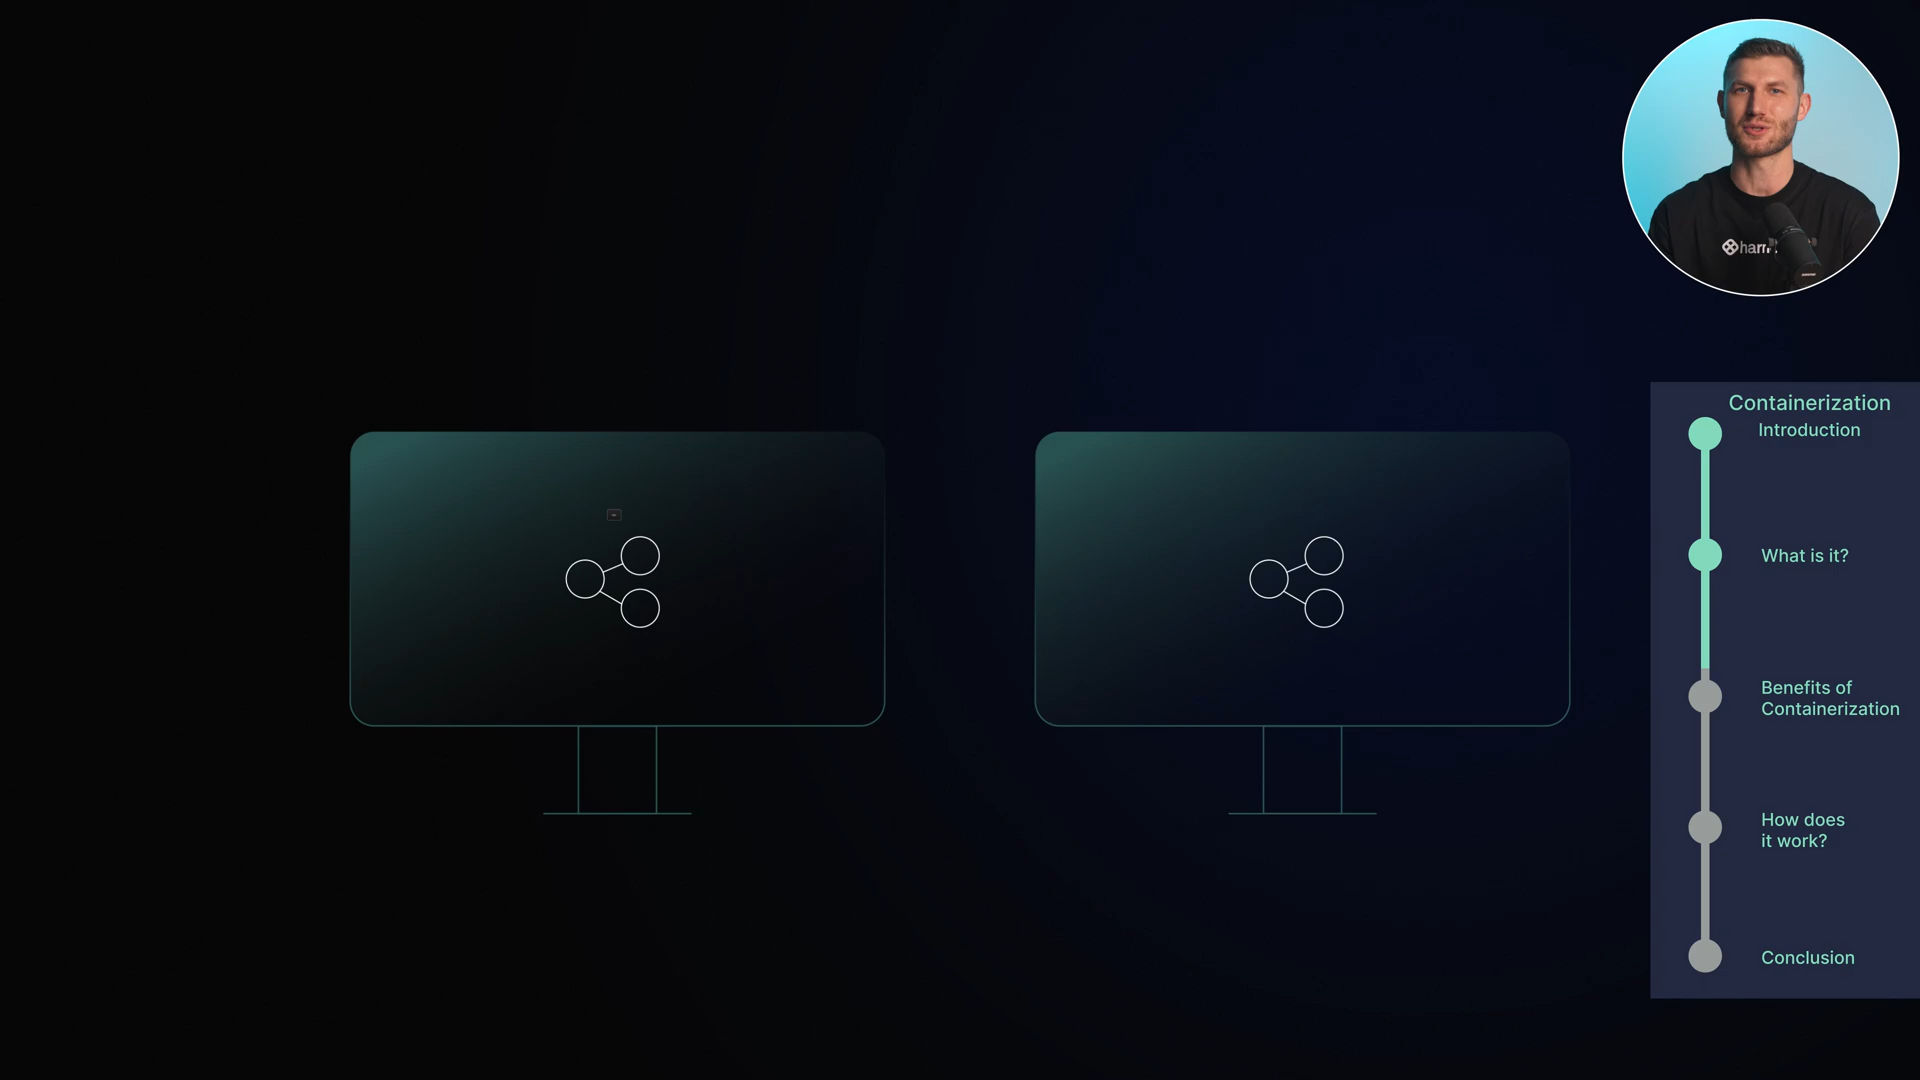 Containerization
Introduction
What is it?
Benefits of
Containerization
How does
it work?
Conclusion